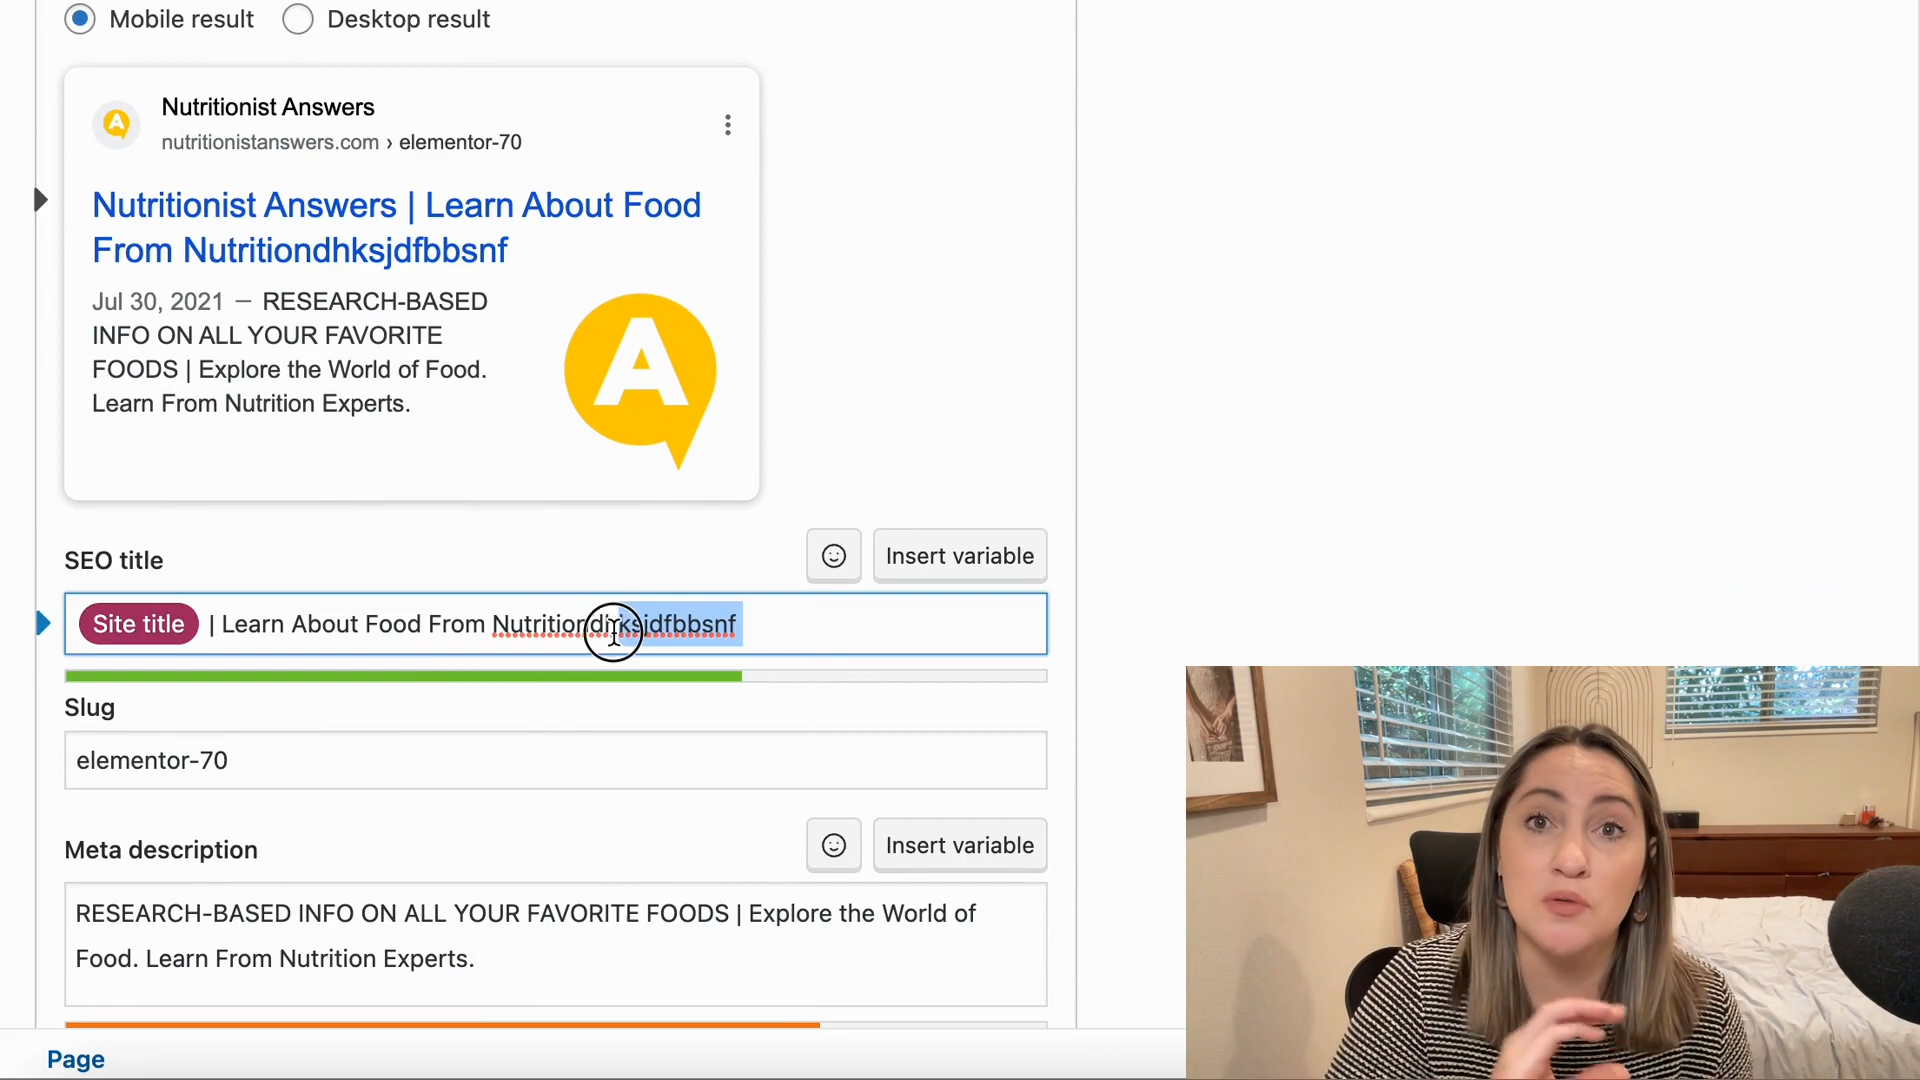 Mobile result Desktop result
Nutritionist Answers
nutritionistanswers.com › elementor-70
Nutritionist Answers | Learn About Food
From Nutritiondhksjdfbbsnf
Jul 30, 2021 — RESEARCH-BASED
INFO ON ALL YOUR FAVORITE
FOODS | Explore the World of Food.
Learn From Nutrition Experts.
A
A
SEO title
Insert variable
Site title | Learn About Food From Nutritiondhksjdfbbsnf
Slug
elementor-70
Meta description
Insert variable
RESEARCH-BASED INFO ON ALL YOUR FAVORITE FOODS | Explore the World of
Food. Learn From Nutrition Experts.
Page